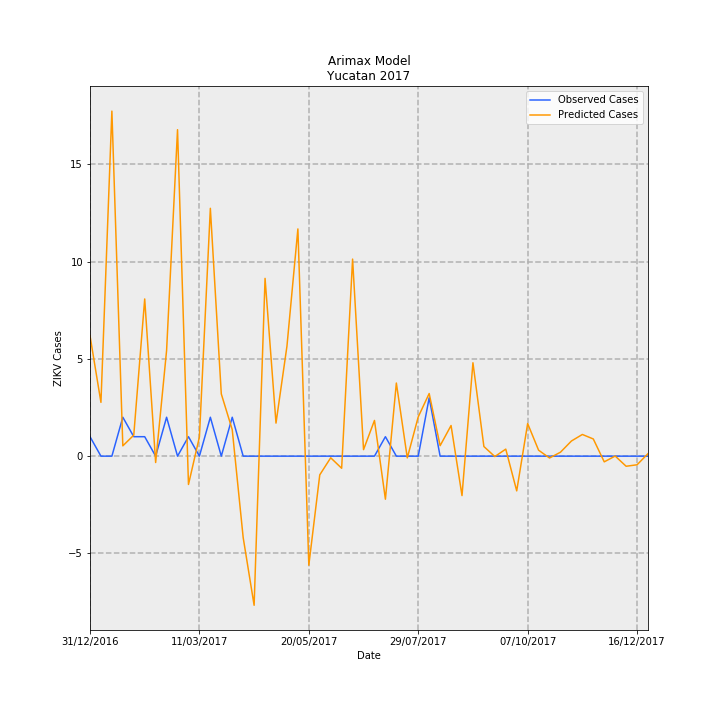 Arimax Model
Yucatan 2017
Observed Cases
Predicted Cases
ZIKV Cases
15
10
5
0
−5
31/12/2016
11/03/2017
20/05/2017
29/07/2017
07/10/2017
16/12/2017
Date